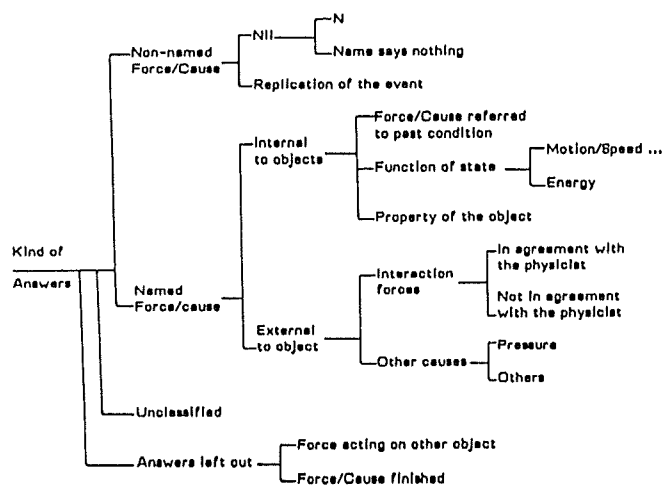 N
NII
Name says nothing
Non-named
Force/Cause
Replication of the event
Force/Cause referred
to past condition
Internal
to objects
Function of state
Motion/Speed ...
Energy
Property of the object
Kind of
Answers
Named
Force/cause
In agreement with
the physicist
Interaction
forces
Not in agreement
with the physicist
External
to object
Other causes
Pressure
Others
Unclassified
Answers left out
Force acting on other object
Force/Cause finished